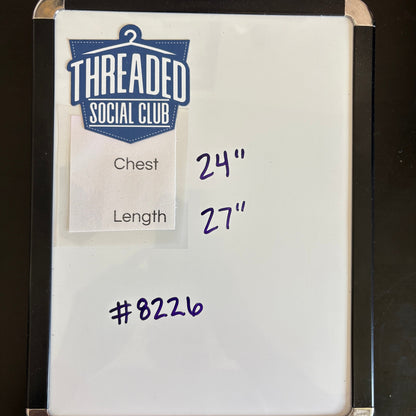 THREADED
SOCIAL CLUB
Chest 24"
Length 27"
#8226